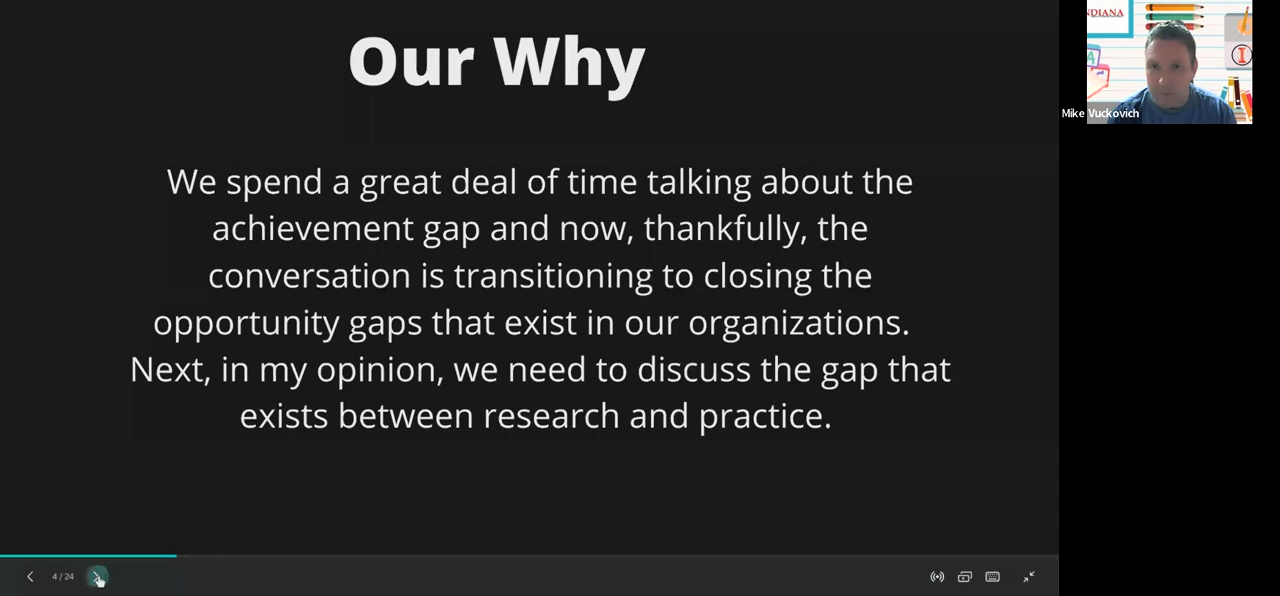 Our Why
We spend a great deal of time talking about the
achievement gap and now, thankfully, the
conversation is transitioning to closing the
opportunity gaps that exist in our organizations.
Next, in my opinion, we need to discuss the gap that
exists between research and practice.
NDIANA
Mike Vuckovich
4 / 24